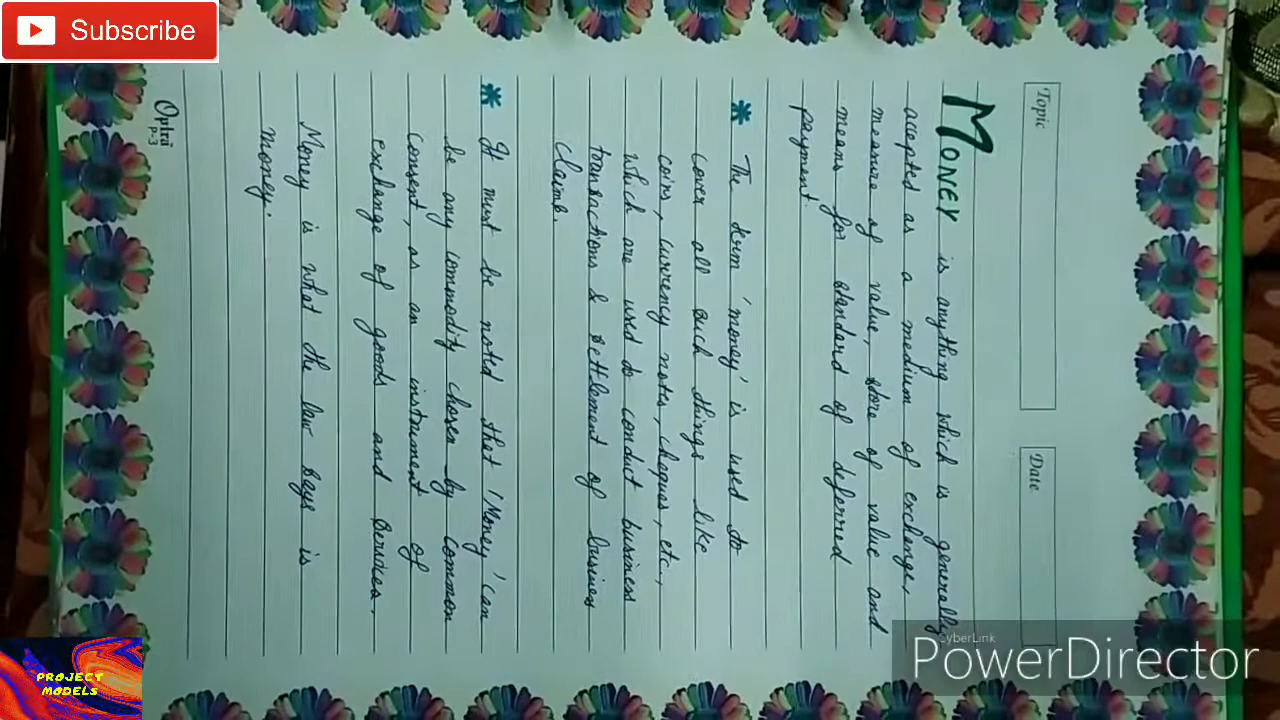 Subscribe
Topic
Date
MONEY is anything which is generally
accepted as a medium of exchange,
measure of value, store of value and
means for standard of deferred
payment.
* The term 'money' is used to
cover all such things like
coins, currency notes, cheques, etc,
which are used to conduct business
transactions & settlement of business
claims.
* It must be noted that 'Money' can
be any commodity chosen by common
consent, as an instrument of
exchange of goods and services.
Money is what the law says is
money.
Optra
P-3
PROJECT
MODELS
CyberLink
PowerDirector